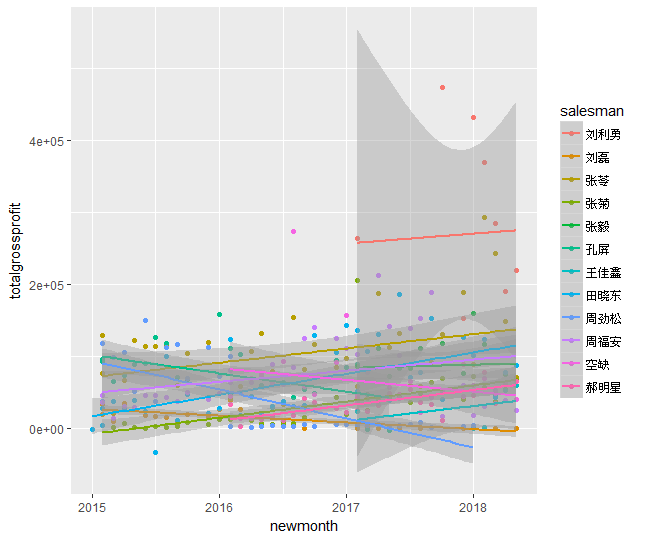 totalgrossprofit
4e+05
2e+05
0e+00
2015
2016
2017
2018
newmonth
salesman
刘利勇
刘磊
张苓
张菊
张毅
孔屏
王佳鑫
田晓东
周劲松
周福安
空缺
郝明星